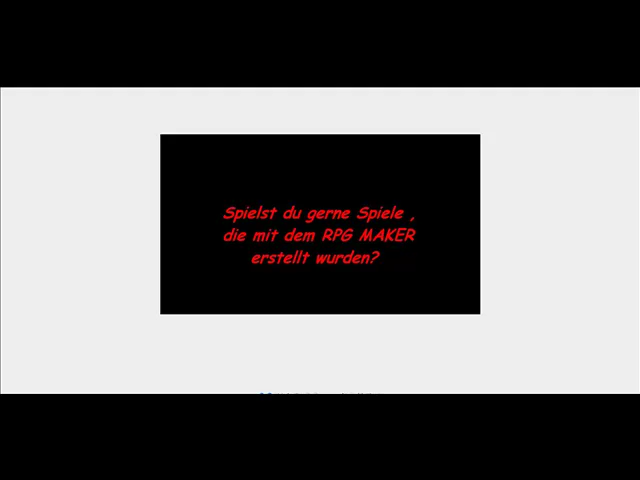 Spielst du gerne Spiele ,
die mit dem RPG MAKER
erstellt wurden?